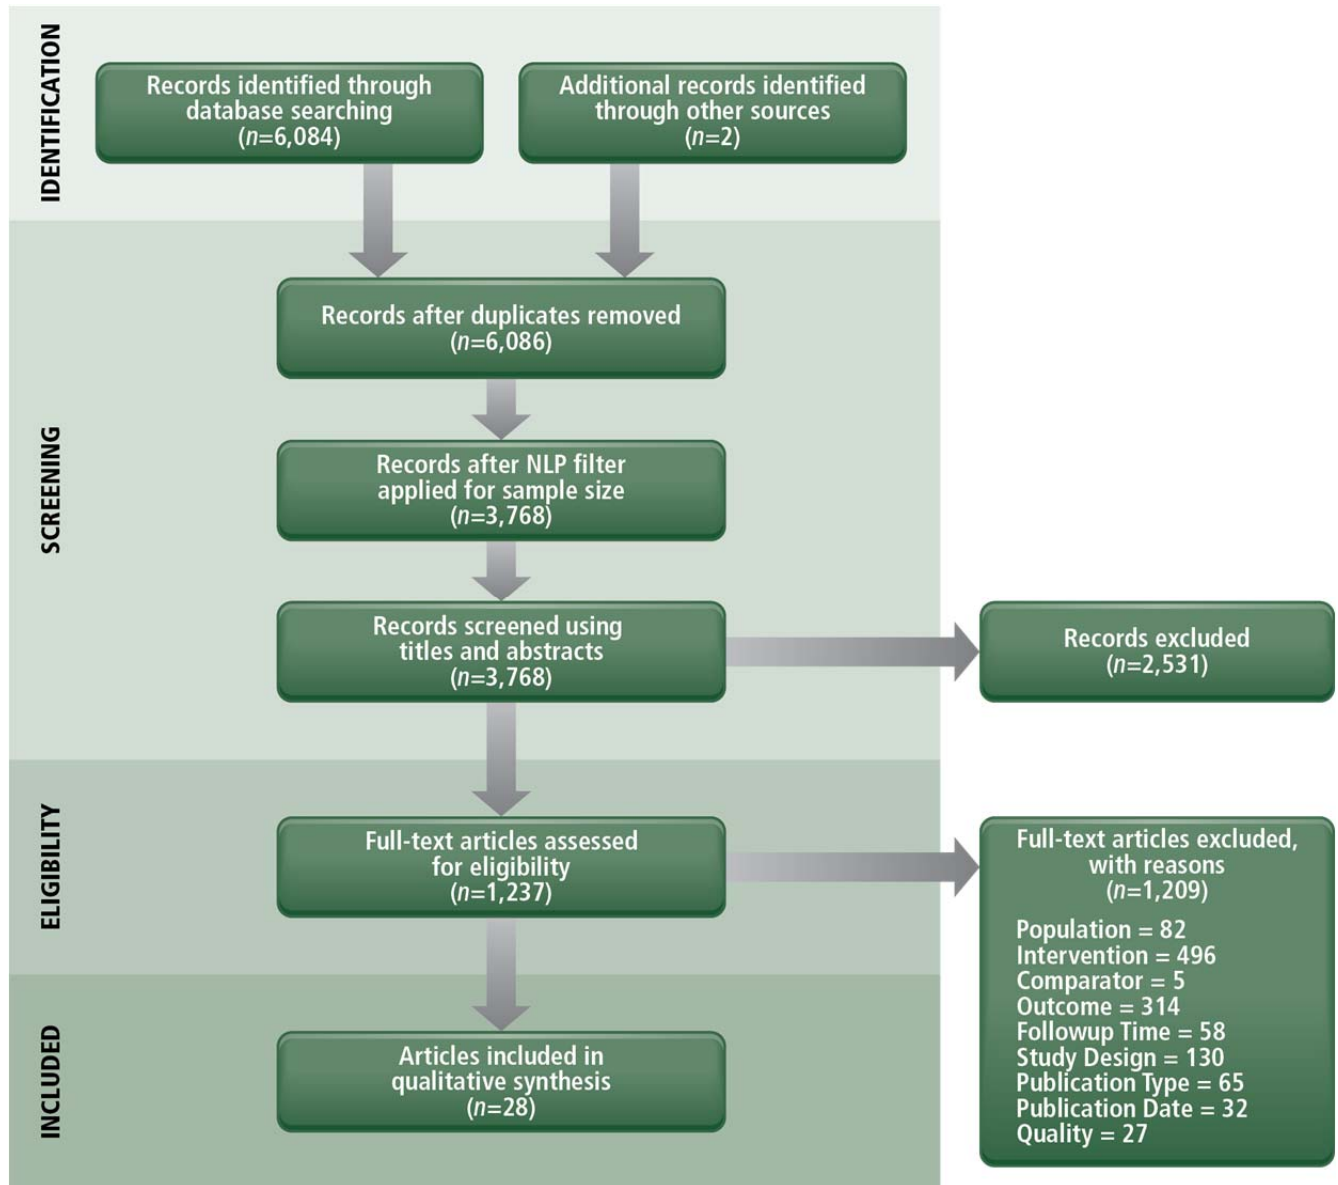 IDENTIFICATION
Records identified through
database searching
(n=6,084)
Additional records identified
through other sources
(n=2)
SCREENING
Records after duplicates removed
(n=6,086)
Records after NLP filter
applied for sample size
(n=3,768)
Records screened using
titles and abstracts
(n=3,768)
Records excluded
(n=2,531)
ELIGIBILITY
Full-text articles assessed
for eligibility
(n=1,237)
Full-text articles excluded,
with reasons
(n=1,209)
Population = 82
Intervention = 496
Comparator = 5
Outcome = 314
Followup Time = 58
Study Design = 130
Publication Type = 65
Publication Date = 32
Quality = 27
INCLUDED
Articles included in
qualitative synthesis
(n=28)